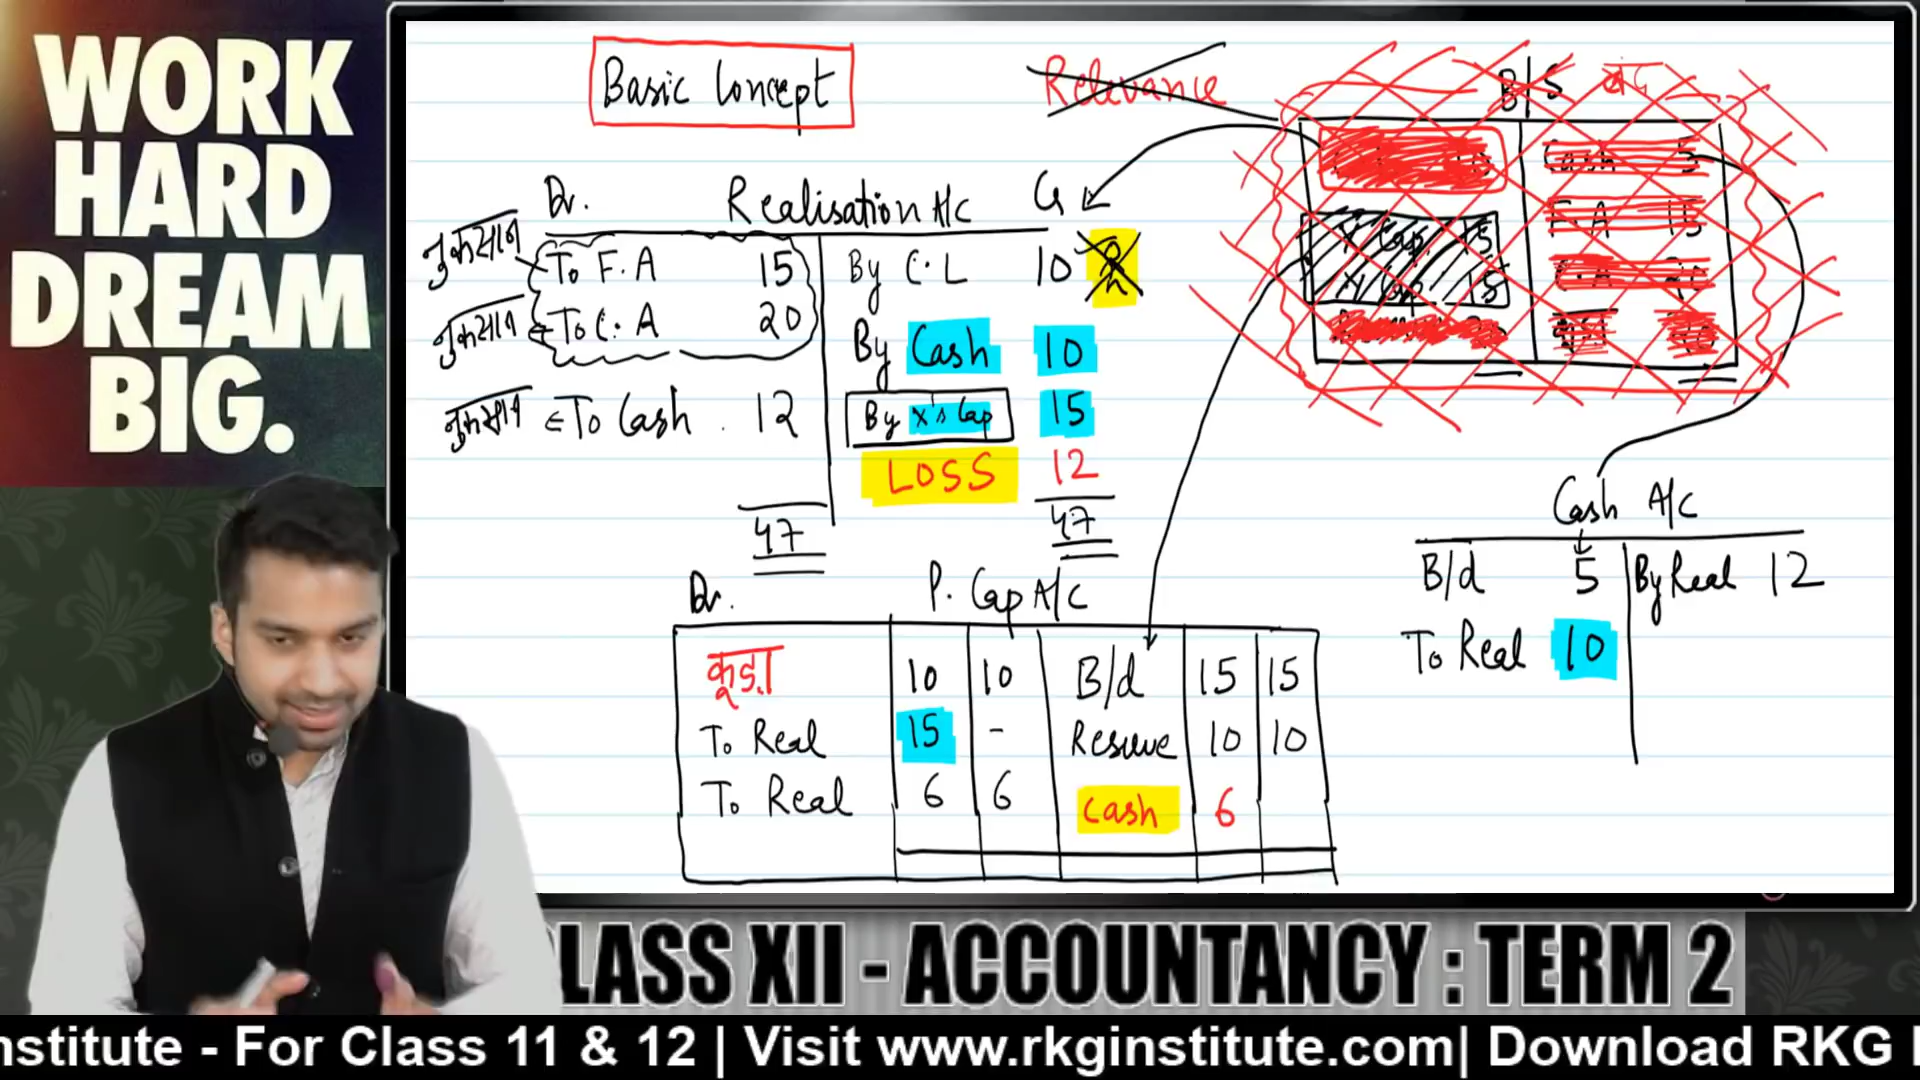 WORK
HARD
DREAM
BIG.
Basic Concept
Relevance
B/S
Cash 5
F.A 15
C.A 20
Y Cap 15
15
Dr. Realisation A/c Cr
नुकसान To F.A 15 By C.L 10
नुकसान To C.A 20 By Cash 10
नुकसान To Cash 12 By X's Cap 15
LOSS 12
47 47
Cash A/c
B/d 5 By Real 12
To Real 10
Dr. P. Cap A/c
कूड़ा 10 10 B/d 15 15
To Real 15 - Reserve 10 10
To Real 6 6 Cash 6
CLASS XII - ACCOUNTANCY : TERM 2
nstitute - For Class 11 & 12 | Visit www.rkginstitute.com| Download RKG